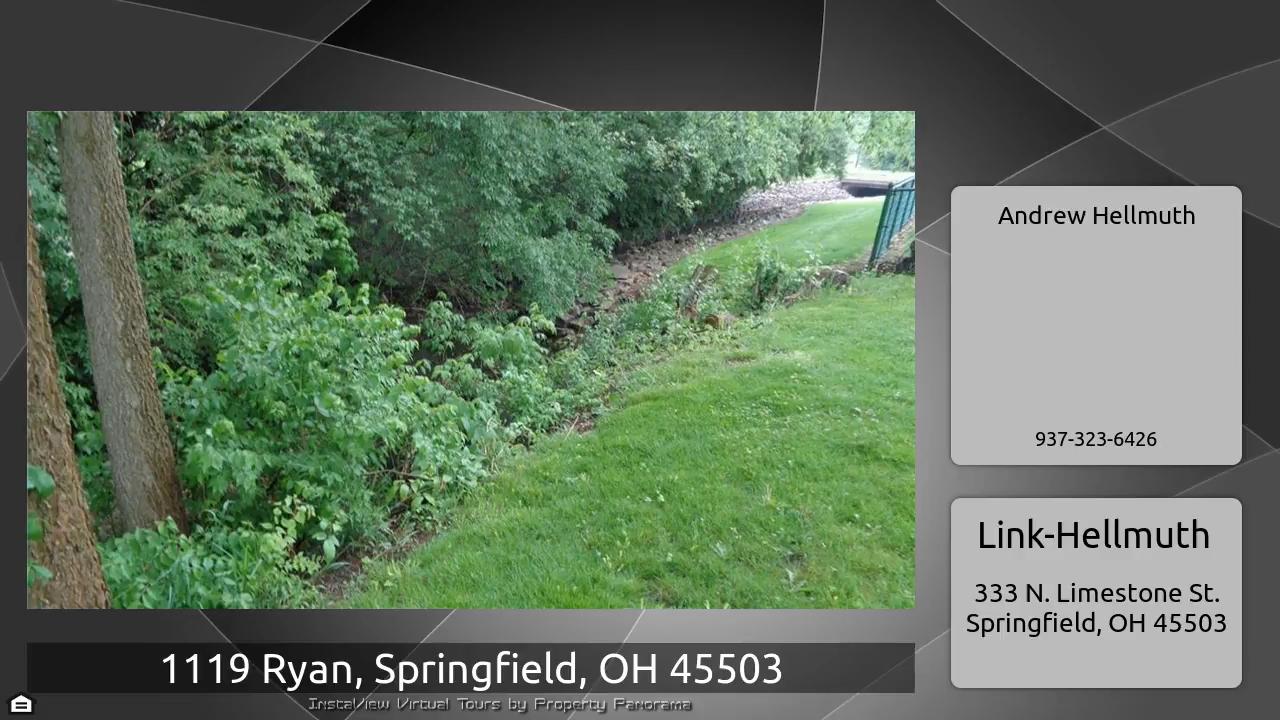 Andrew Hellmuth
937-323-6426
Link-Hellmuth
333 N. Limestone St.
Springfield, OH 45503
1119 Ryan, Springfield, OH 45503
InstaView Virtual Tours by Property Panorama